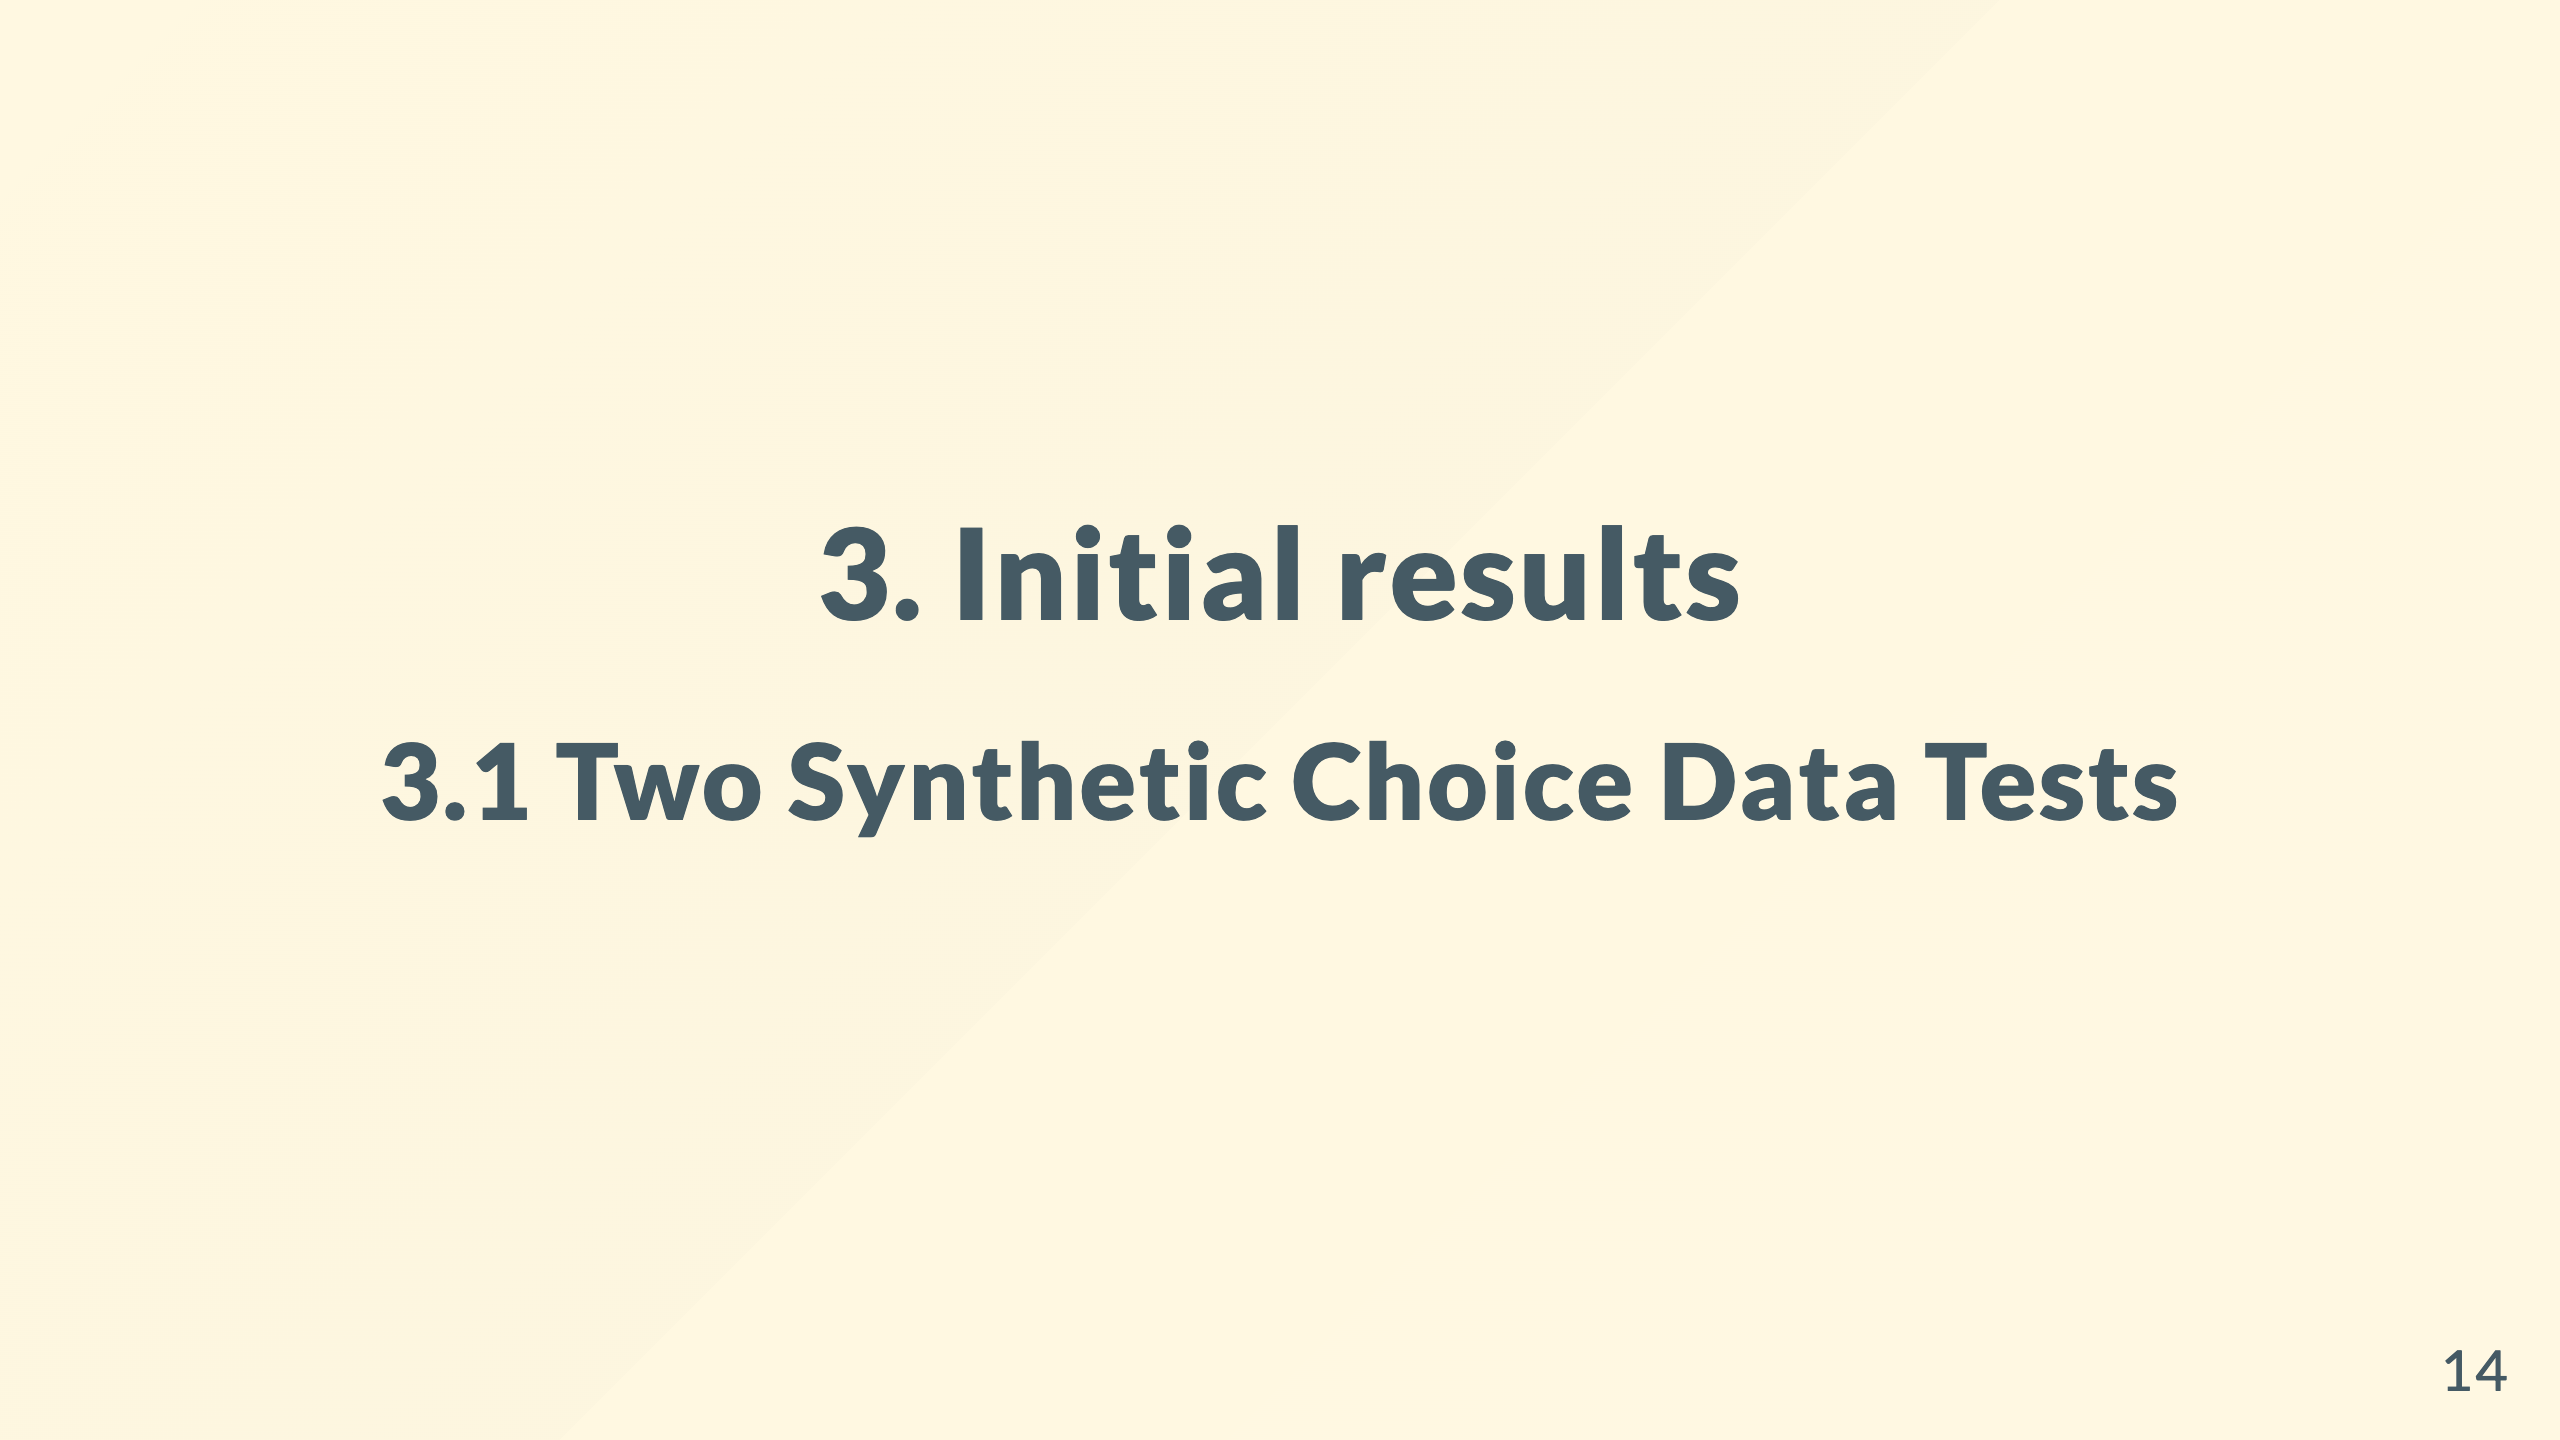 3. Initial results
3.1 Two Synthetic Choice Data Tests
14